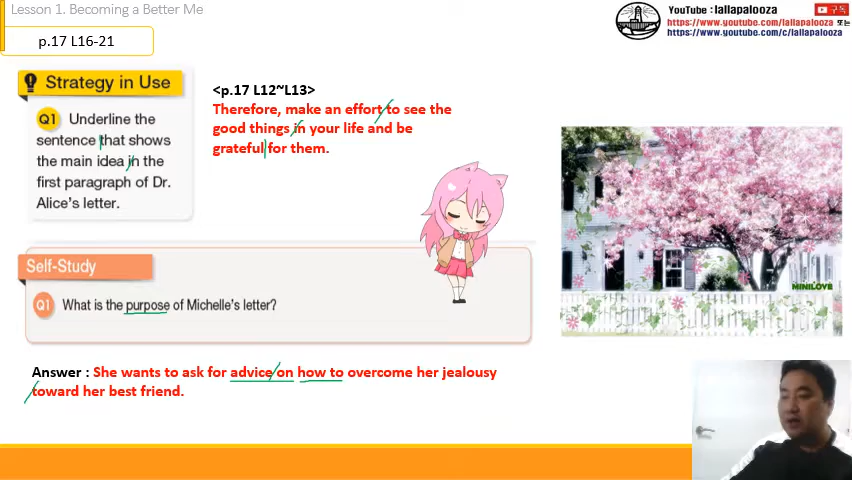 Lesson 1. Becoming a Better Me
p.17 L16-21
YouTube : lallapalooza
구독
https://www.youtube.com/lallapalooza 또는
https://www.youtube.com/c/lallapalooza
Strategy in Use
Q1 Underline the
sentence that shows
the main idea in the
first paragraph of Dr.
Alice's letter.
<p.17 L12~L13>
Therefore, make an effort to see the
good things in your life and be
grateful for them.
MINILOVE
Self-Study
Q1 What is the purpose of Michelle's letter?
Answer : She wants to ask for advice on how to overcome her jealousy
toward her best friend.